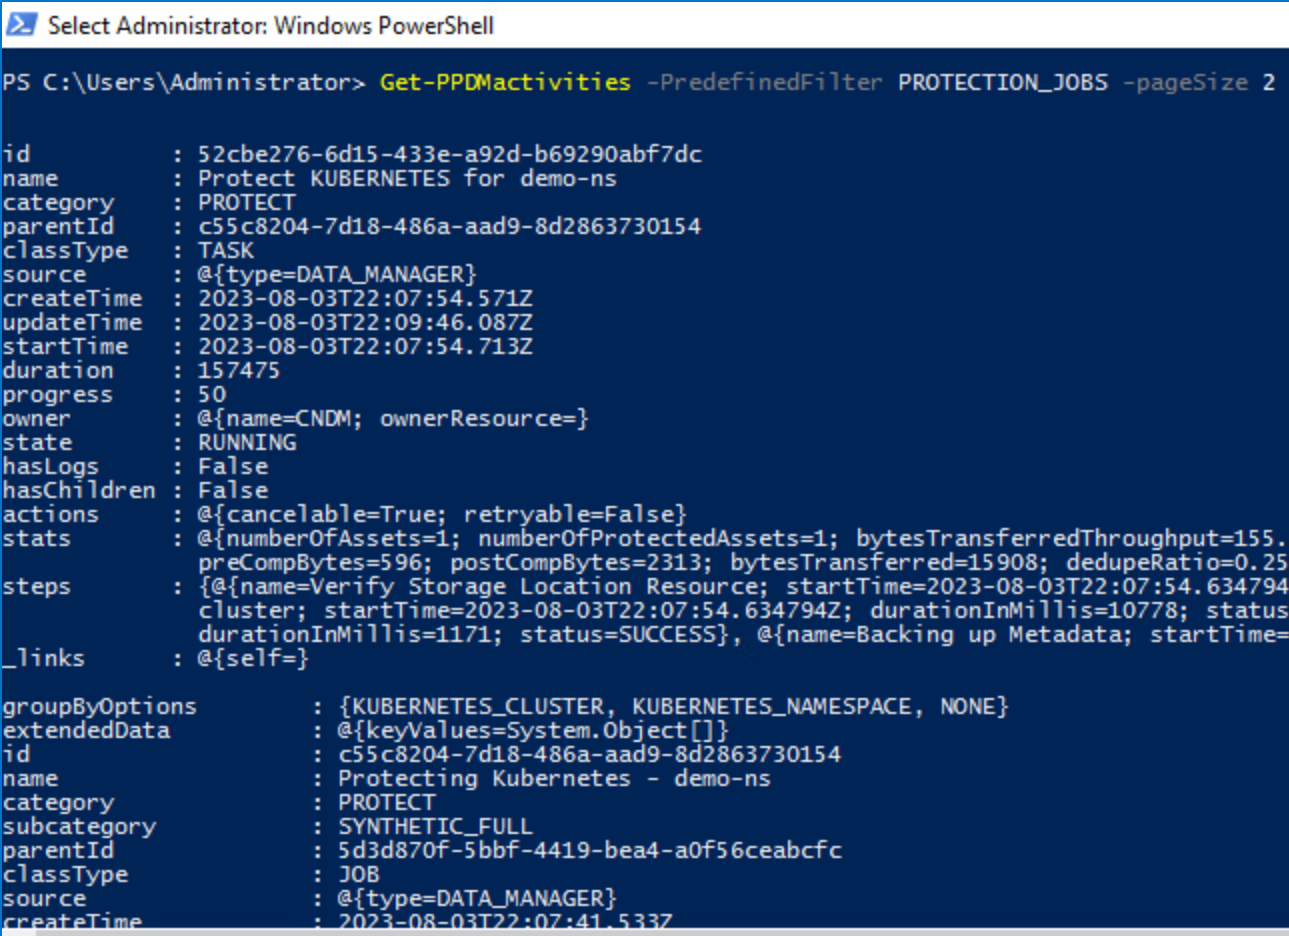 Select Administrator: Windows PowerShell
PS C:\Users\Administrator> Get-PPDMactivities -PredefinedFilter PROTECTION_JOBS -pageSize 2
id          : 52cbe276-6d15-433e-a92d-b69290abf7dc
name        : Protect KUBERNETES for demo-ns
category    : PROTECT
parentId    : c55c8204-7d18-486a-aad9-8d2863730154
classType   : TASK
source      : @{type=DATA_MANAGER}
createTime  : 2023-08-03T22:07:54.571Z
updateTime  : 2023-08-03T22:09:46.087Z
startTime   : 2023-08-03T22:07:54.713Z
duration    : 157475
progress    : 50
owner       : @{name=CNDM; ownerResource=}
state       : RUNNING
hasLogs     : False
hasChildren : False
actions     : @{cancelable=True; retryable=False}
stats       : @{numberOfAssets=1; numberOfProtectedAssets=1; bytesTransferredThroughput=155.
preCompBytes=596; postCompBytes=2313; bytesTransferred=15908; dedupeRatio=0.25
steps       : {@{name=Verify Storage Location Resource; startTime=2023-08-03T22:07:54.634794
cluster; startTime=2023-08-03T22:07:54.634794Z; durationInMillis=10778; status
durationInMillis=1171; status=SUCCESS}, @{name=Backing up Metadata; startTime=
_links      : @{self=}
groupByOptions        : {KUBERNETES_CLUSTER, KUBERNETES_NAMESPACE, NONE}
extendedData          : @{keyValues=System.Object[]}
id                    : c55c8204-7d18-486a-aad9-8d2863730154
name                  : Protecting Kubernetes - demo-ns
category              : PROTECT
subcategory           : SYNTHETIC_FULL
parentId              : 5d3d870f-5bbf-4419-bea4-a0f56ceabcfc
classType             : JOB
source                : @{type=DATA_MANAGER}
createTime            : 2023-08-03T22:07:41.533Z